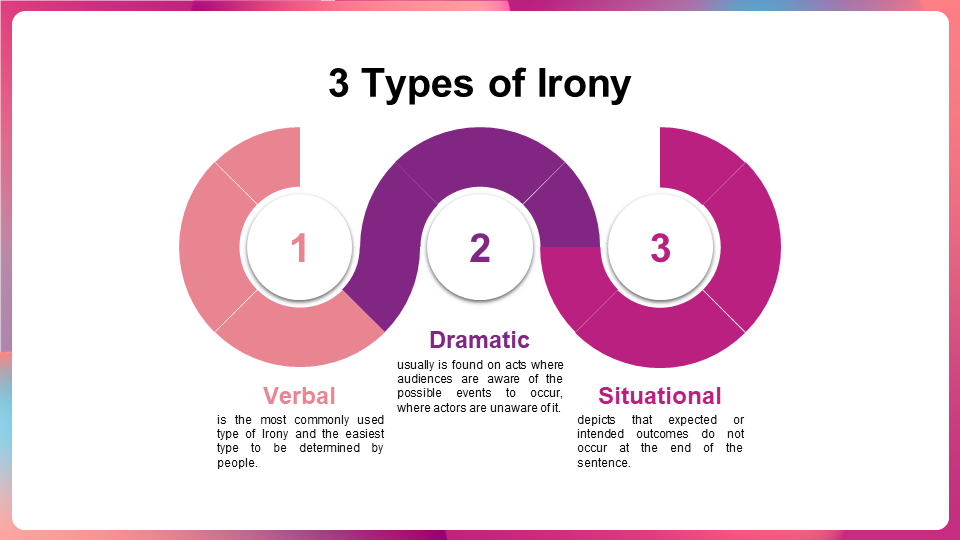 3 Types of Irony
1
2
3
Dramatic
usually is found on acts where
audiences are aware of the
possible events to occur,
where actors are unaware of it.
Verbal
is the most commonly used
type of Irony and the easiest
type to be determined by
people.
Situational
depicts that expected or
intended outcomes do not
occur at the end of the
sentence.